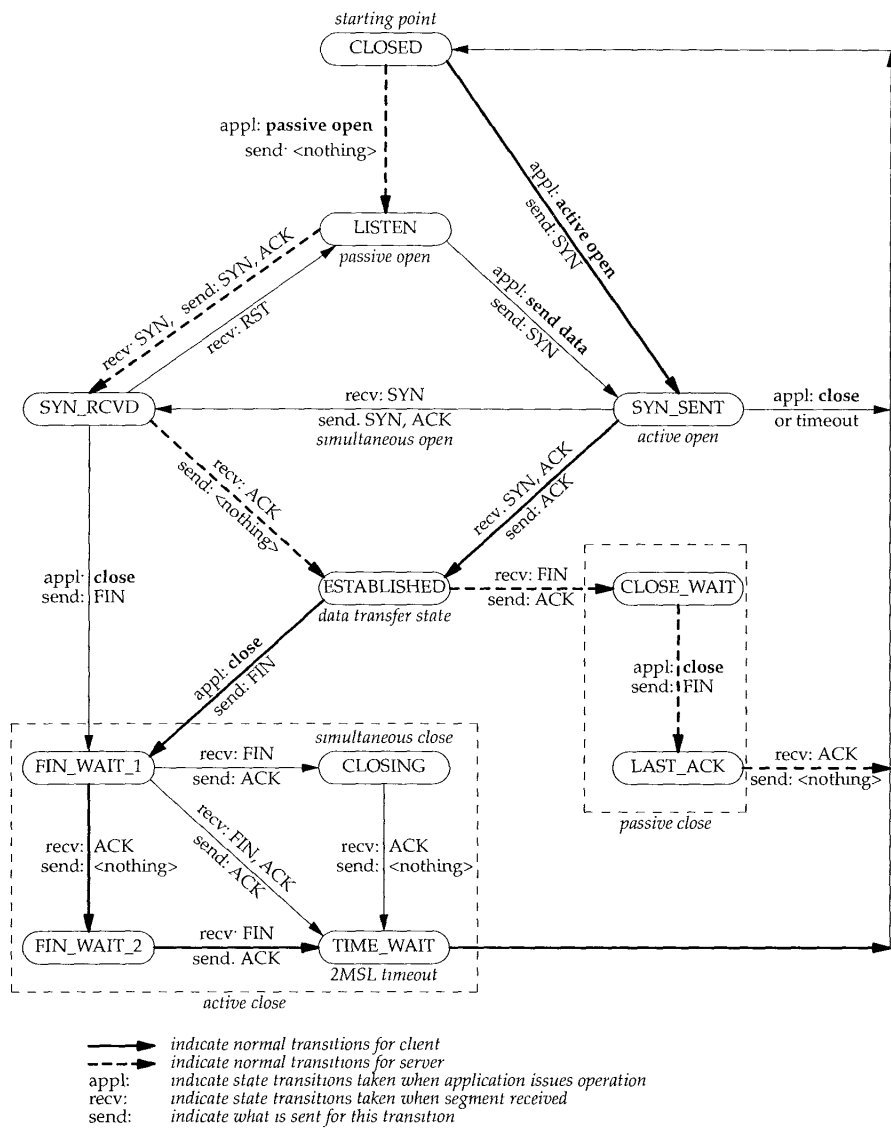 starting point
CLOSED
appl: passive open
send· <nothing>
appl: active open
send: SYN
LISTEN
passive open
recv· SYN, send: SYN, ACK
recv: RST
appl: send data
send: SYN
SYN_RCVD
recv: SYN
send. SYN, ACK
simultaneous open
SYN_SENT
active open
appl: close
or timeout
recv: ACK
send: <nothing>
recv. SYN, ACK
send: ACK
appl· close
send: FIN
ESTABLISHED
data transfer state
recv: FIN
send: ACK
CLOSE_WAIT
appl: close
send: FIN
appl: close
send: FIN
simultaneous close
FIN_WAIT_1
recv: FIN
send: ACK
CLOSING
LAST_ACK
recv: ACK
send: <nothing>
passive close
recv: ACK
send: <nothing>
recv: FIN, ACK
send: ACK
recv: ACK
send: <nothing>
FIN_WAIT_2
recv· FIN
send. ACK
TIME_WAIT
2MSL timeout
active close
indicate normal transitions for client
indicate normal transitions for server
appl: indicate state transitions taken when application issues operation
recv: indicate state transitions taken when segment received
send: indicate what is sent for this transition